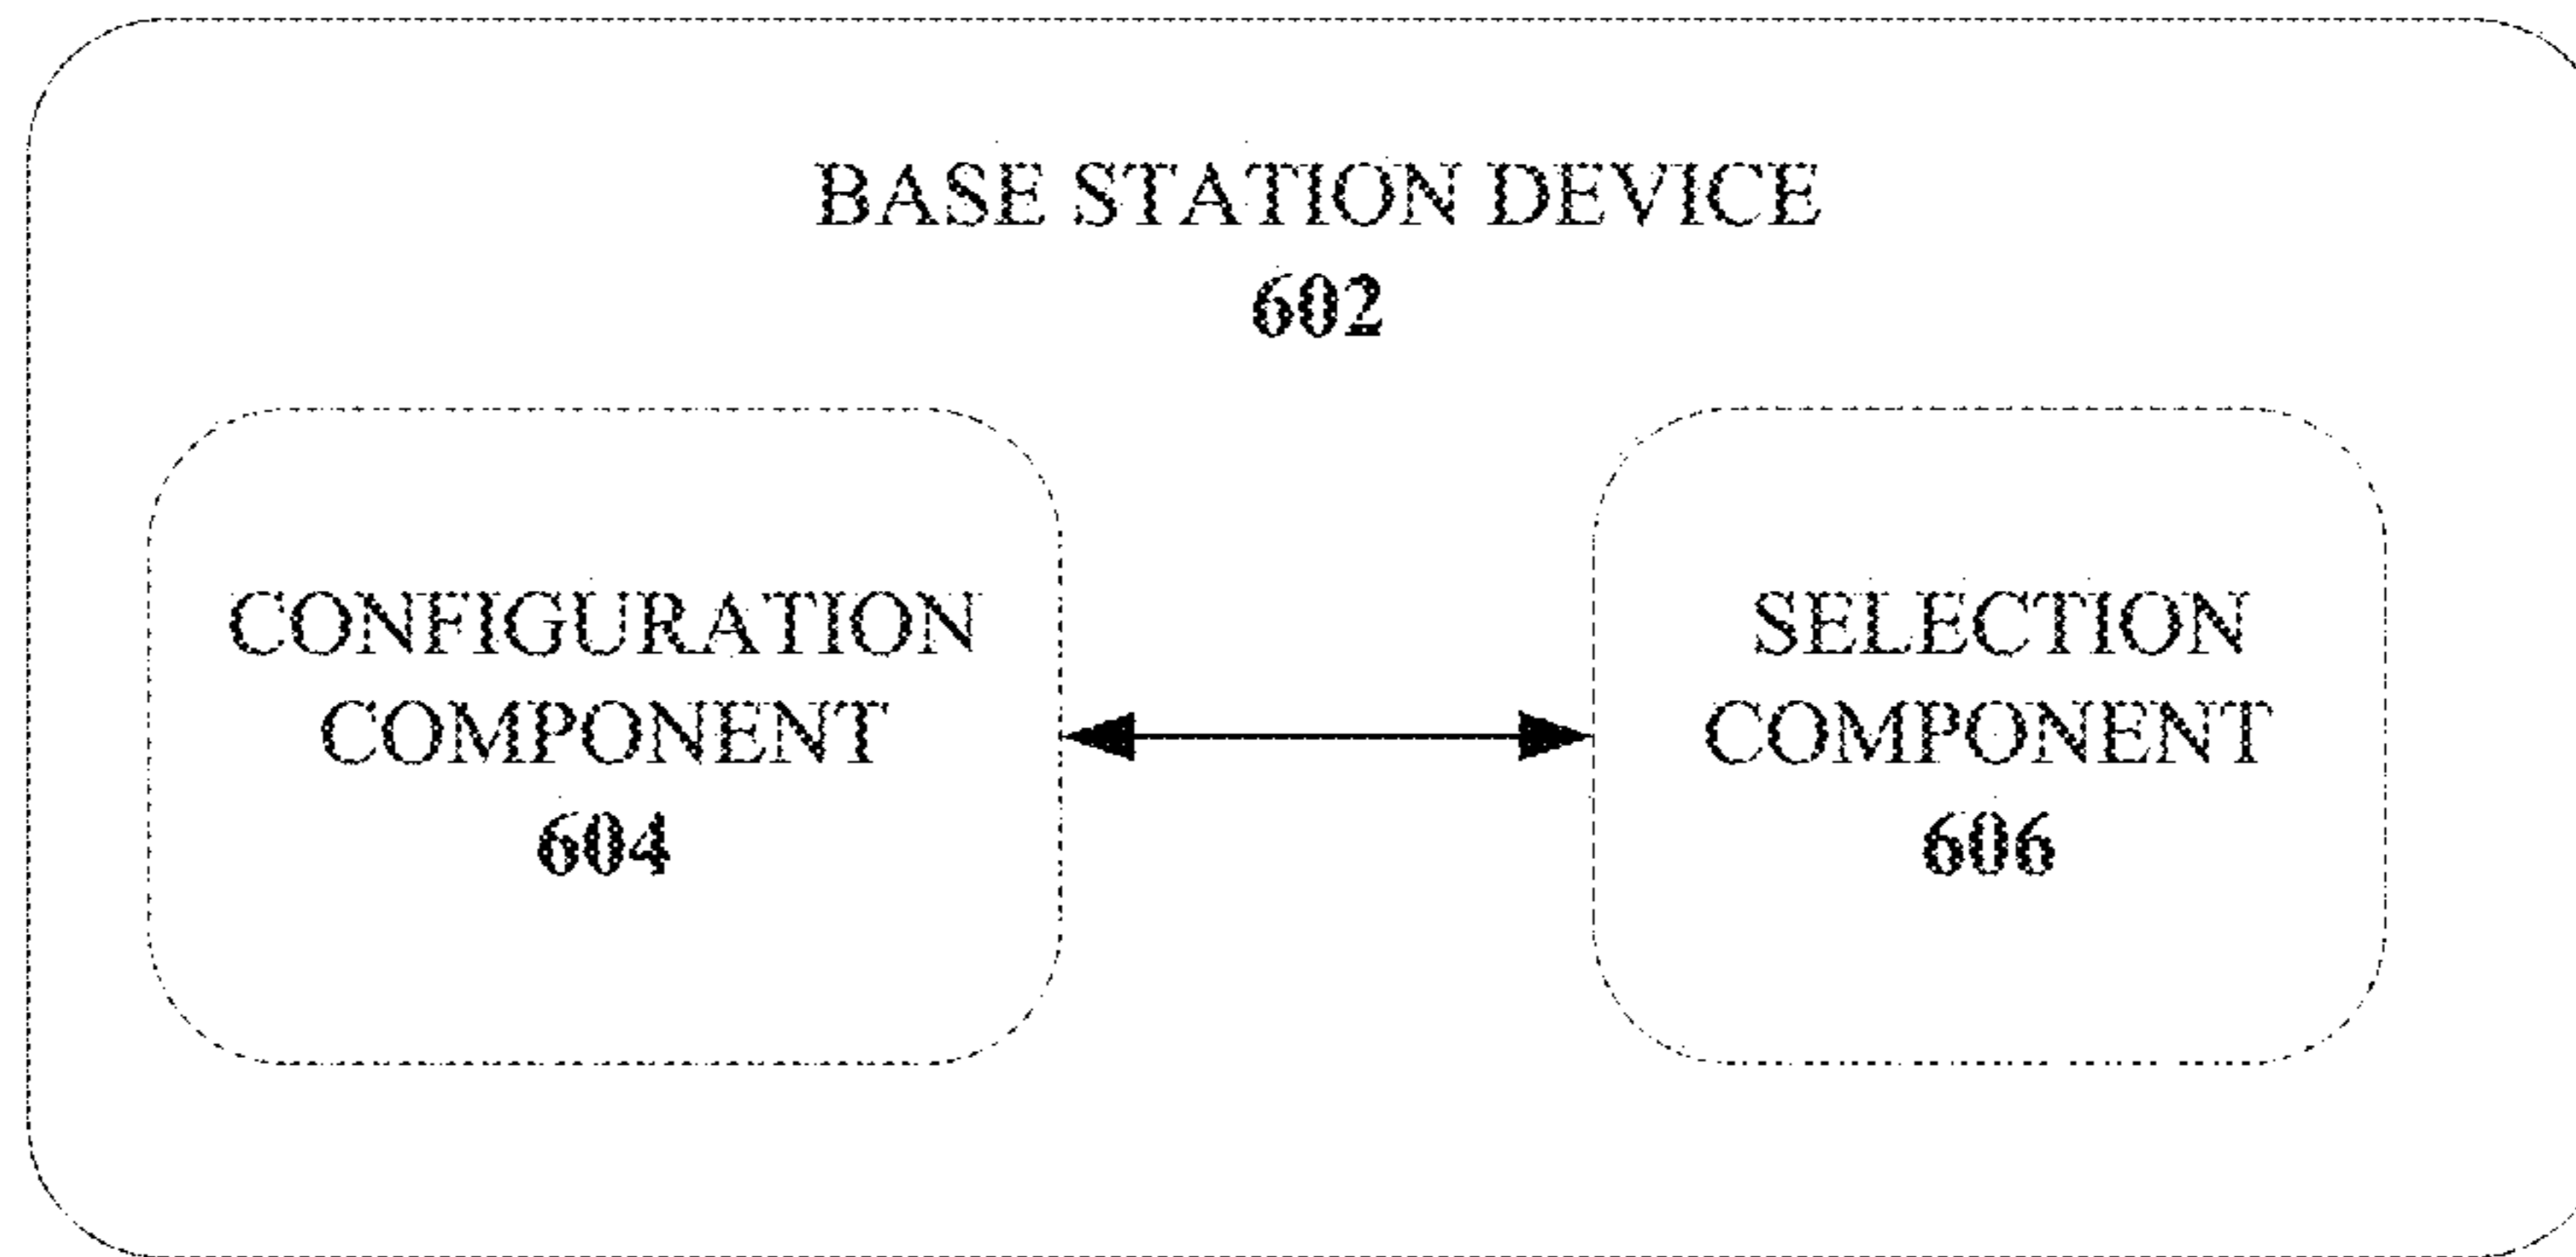 BASE STATION DEVICE
602
CONFIGURATION
COMPONENT
604
SELECTION
COMPONENT
606